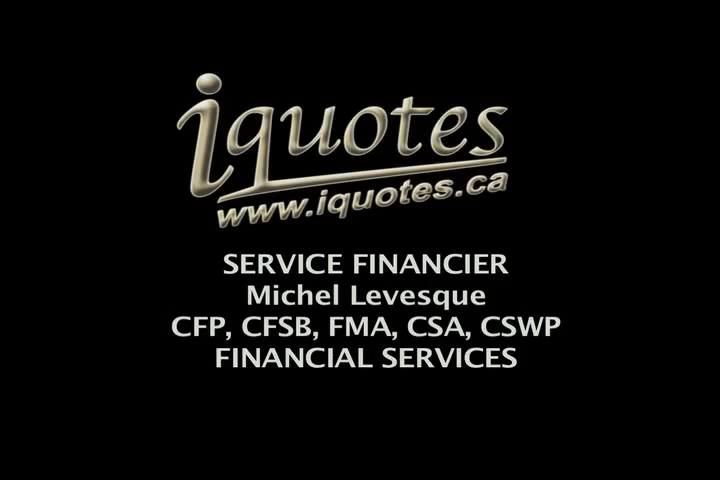 iquotes
www.iquotes.ca
SERVICE FINANCIER
Michel Levesque
CFP, CFSB, FMA, CSA, CSWP
FINANCIAL SERVICES